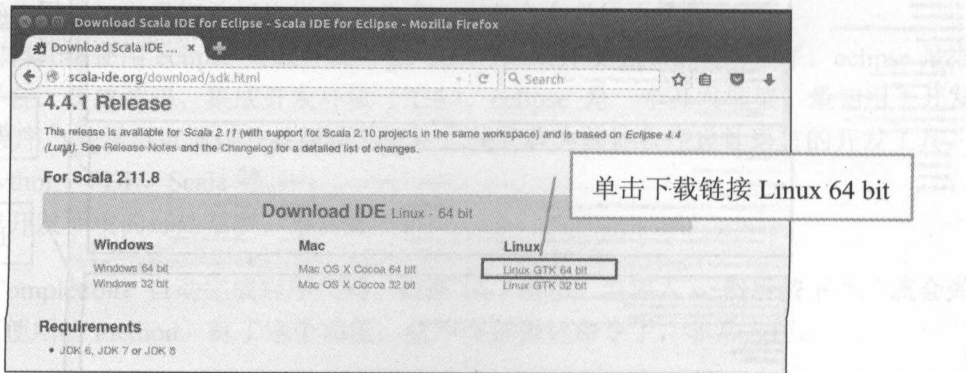 Download Scala IDE for Eclipse - Scala IDE for Eclipse - Mozilla Firefox
Download Scala IDE ... ×
scala-ide.org/download/sdk.html
Search
4.4.1 Release
This release is available for Scala 2.11 (with support for Scala 2.10 projects in the same workspace) and is based on Eclipse 4.4
(Luna). See Release Notes and the Changelog for a detailed list of changes.
For Scala 2.11.8
单击下载链接 Linux 64 bit
Download IDE Linux - 64 bit
Windows Mac Linux
Windows 64 bit Mac OS X Cocoa 64 bit Linux GTK 64 bit
Windows 32 bit Mac OS X Cocoa 32 bit Linux GTK 32 bit
Requirements
• JDK 6, JDK 7 or JDK 8